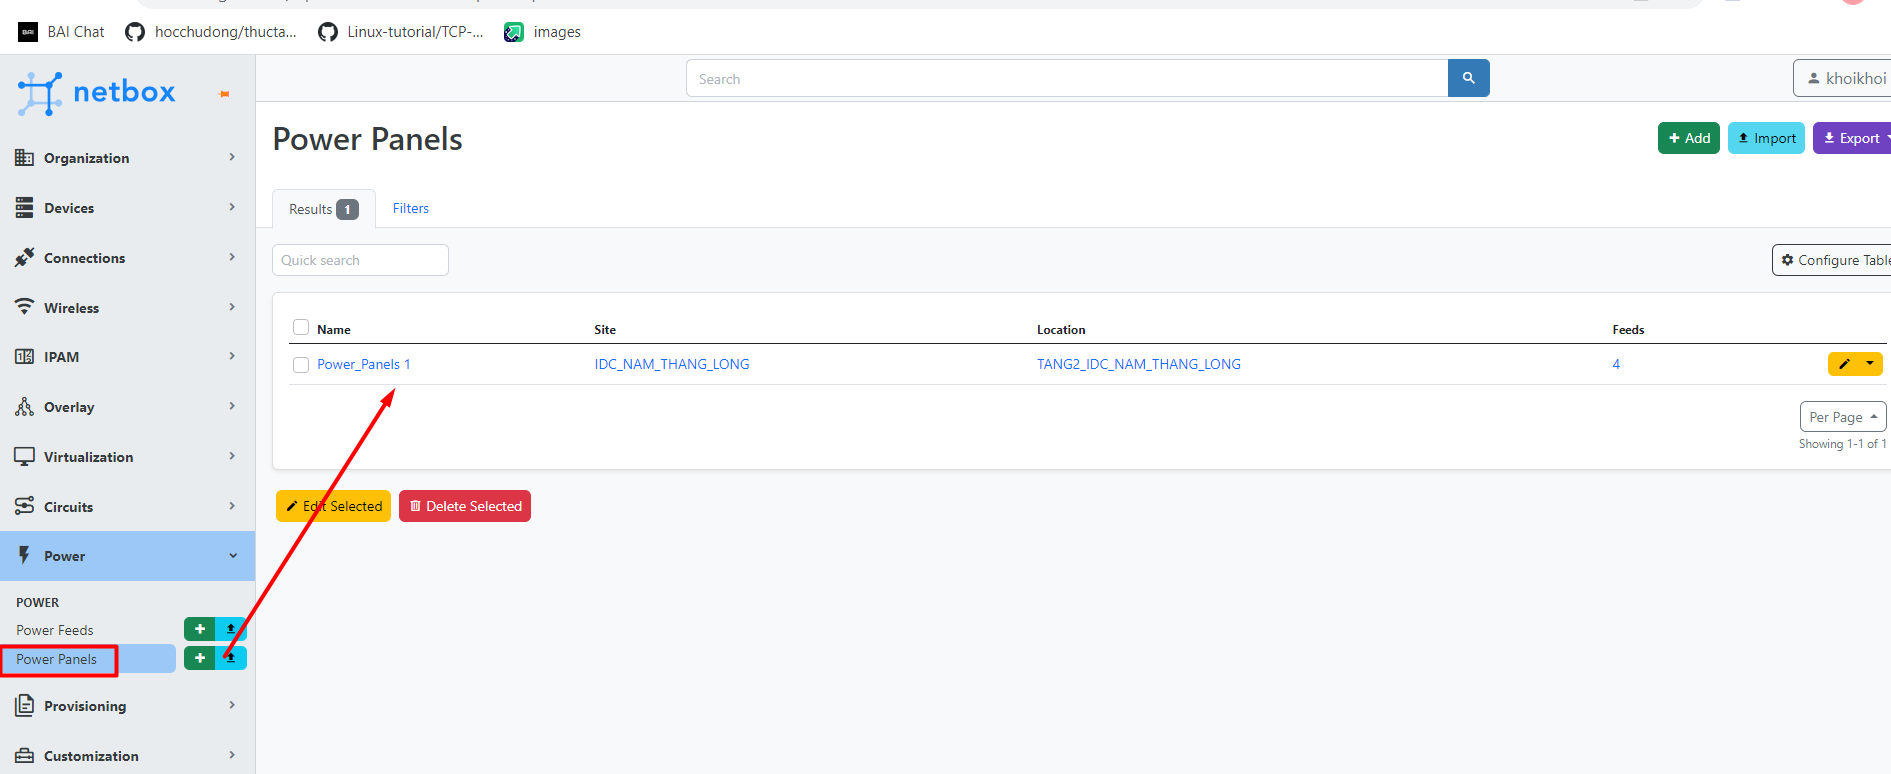 BAI Chat
hocchudong/thucta...
Linux-tutorial/TCP-...
images
netbox
Search
khoikhoi
Organization
Devices
Connections
Wireless
IPAM
Overlay
Virtualization
Circuits
Power
POWER
Power Feeds
Power Panels
Provisioning
Customization
Power Panels
Add
Import
Export
Results 1
Filters
Quick search
Configure Table
Name Site Location Feeds
Power_Panels 1 IDC_NAM_THANG_LONG TANG2_IDC_NAM_THANG_LONG 4
Per Page
Showing 1-1 of 1
Edit Selected
Delete Selected